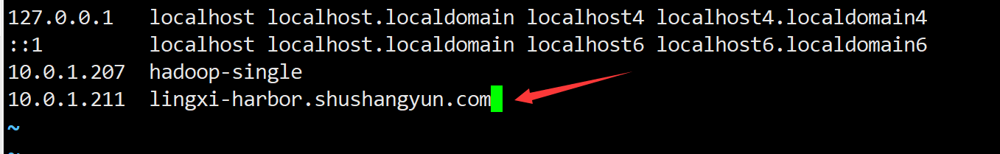 127.0.0.1   localhost localhost.localdomain localhost4 localhost4.localdomain4
::1         localhost localhost.localdomain localhost6 localhost6.localdomain6
10.0.1.207  hadoop-single
10.0.1.211  lingxi-harbor.shushangyun.com
~
~